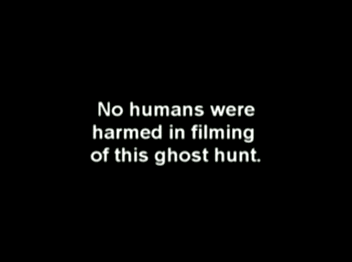 No humans were
harmed in filming
of this ghost hunt.